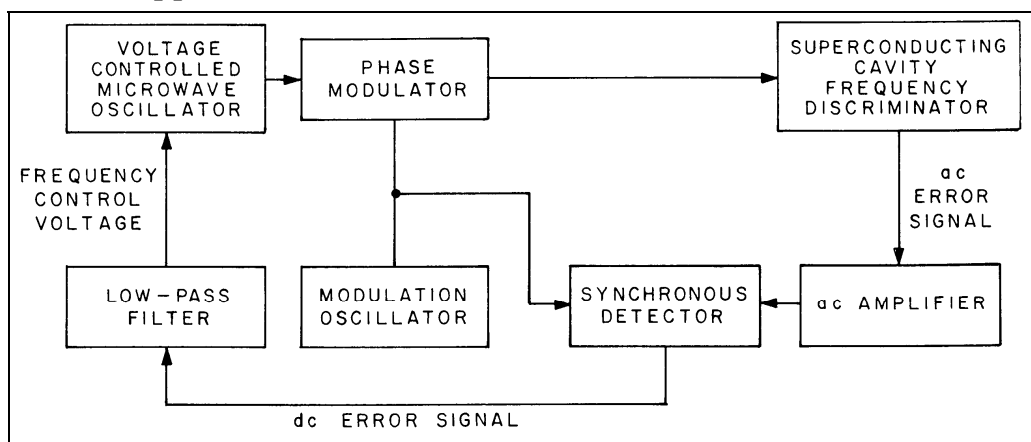 VOLTAGE
CONTROLLED
MICROWAVE
OSCILLATOR
PHASE
MODULATOR
SUPERCONDUCTING
CAVITY
FREQUENCY
DISCRIMINATOR
FREQUENCY
CONTROL
VOLTAGE
ac
ERROR
SIGNAL
LOW-PASS
FILTER
MODULATION
OSCILLATOR
SYNCHRONOUS
DETECTOR
ac AMPLIFIER
dc ERROR SIGNAL